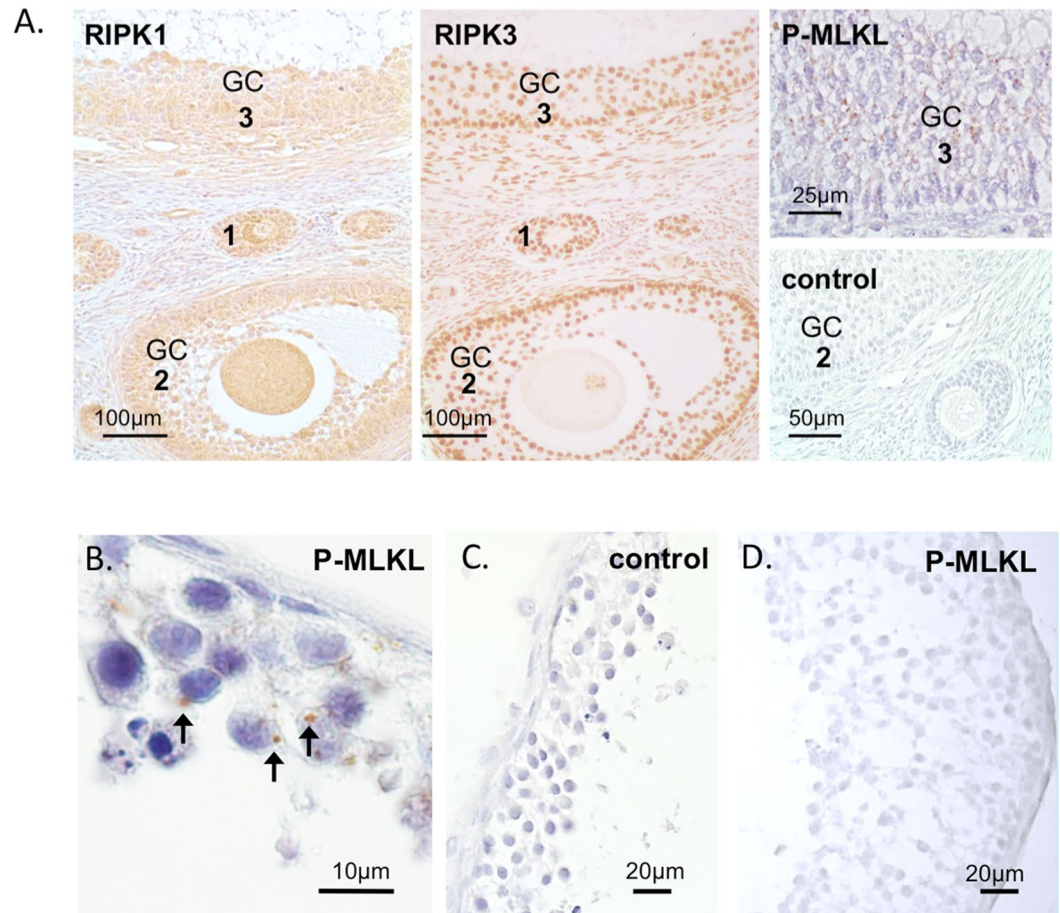 A.
RIPK1
GC
3
1
GC
2
100µm
RIPK3
GC
3
1
GC
2
100µm
P-MLKL
GC
3
25µm
control
GC
2
50µm
B.
P-MLKL
10µm
C.
control
20µm
D.
P-MLKL
20µm